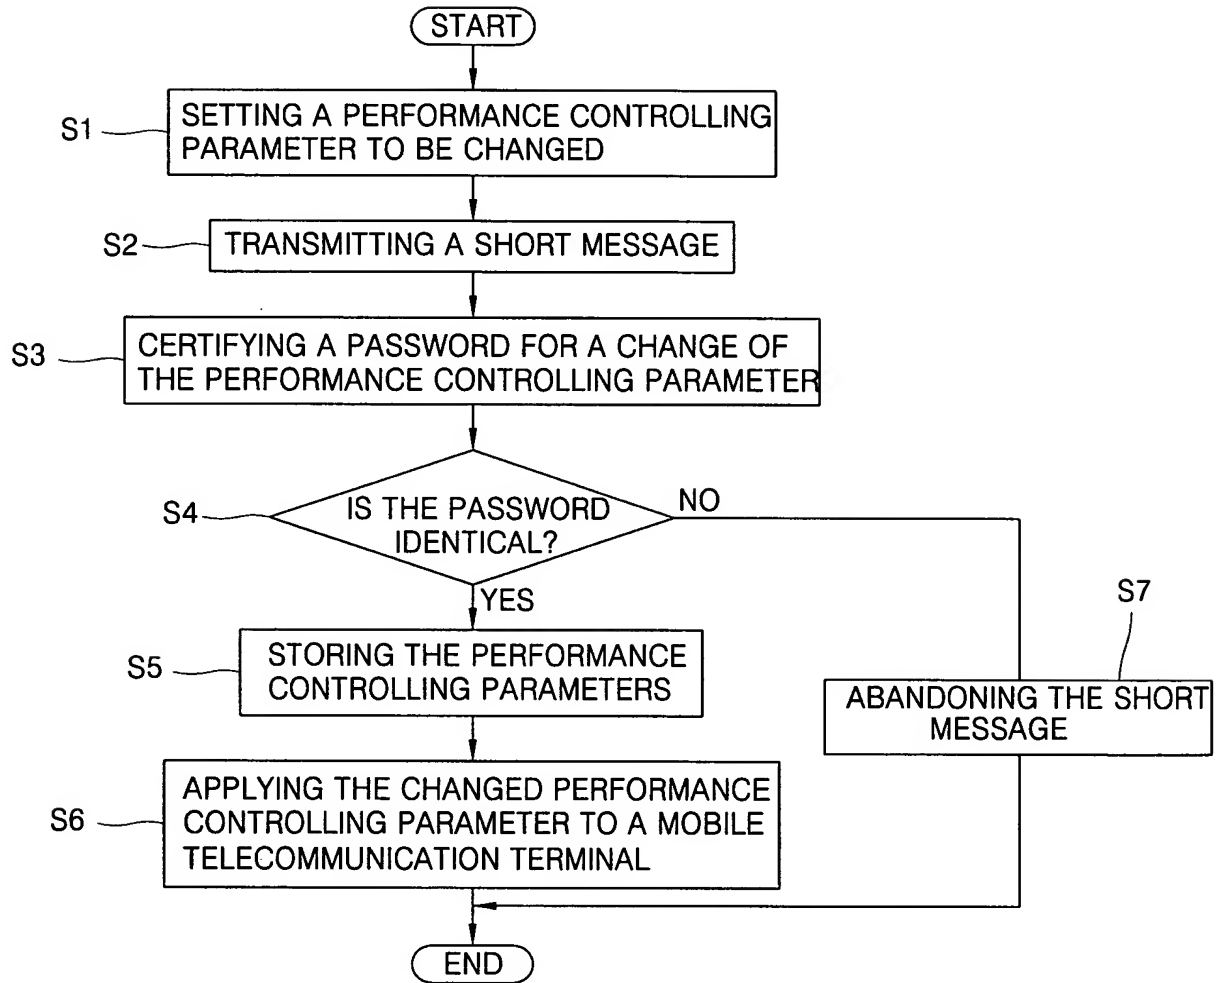 START
S1
SETTING A PERFORMANCE CONTROLLING
PARAMETER TO BE CHANGED
S2
TRANSMITTING A SHORT MESSAGE
S3
CERTIFYING A PASSWORD FOR A CHANGE OF
THE PERFORMANCE CONTROLLING PARAMETER
S4
IS THE PASSWORD
IDENTICAL?
NO
YES
S5
STORING THE PERFORMANCE
CONTROLLING PARAMETERS
S7
ABANDONING THE SHORT
MESSAGE
S6
APPLYING THE CHANGED PERFORMANCE
CONTROLLING PARAMETER TO A MOBILE
TELECOMMUNICATION TERMINAL
END